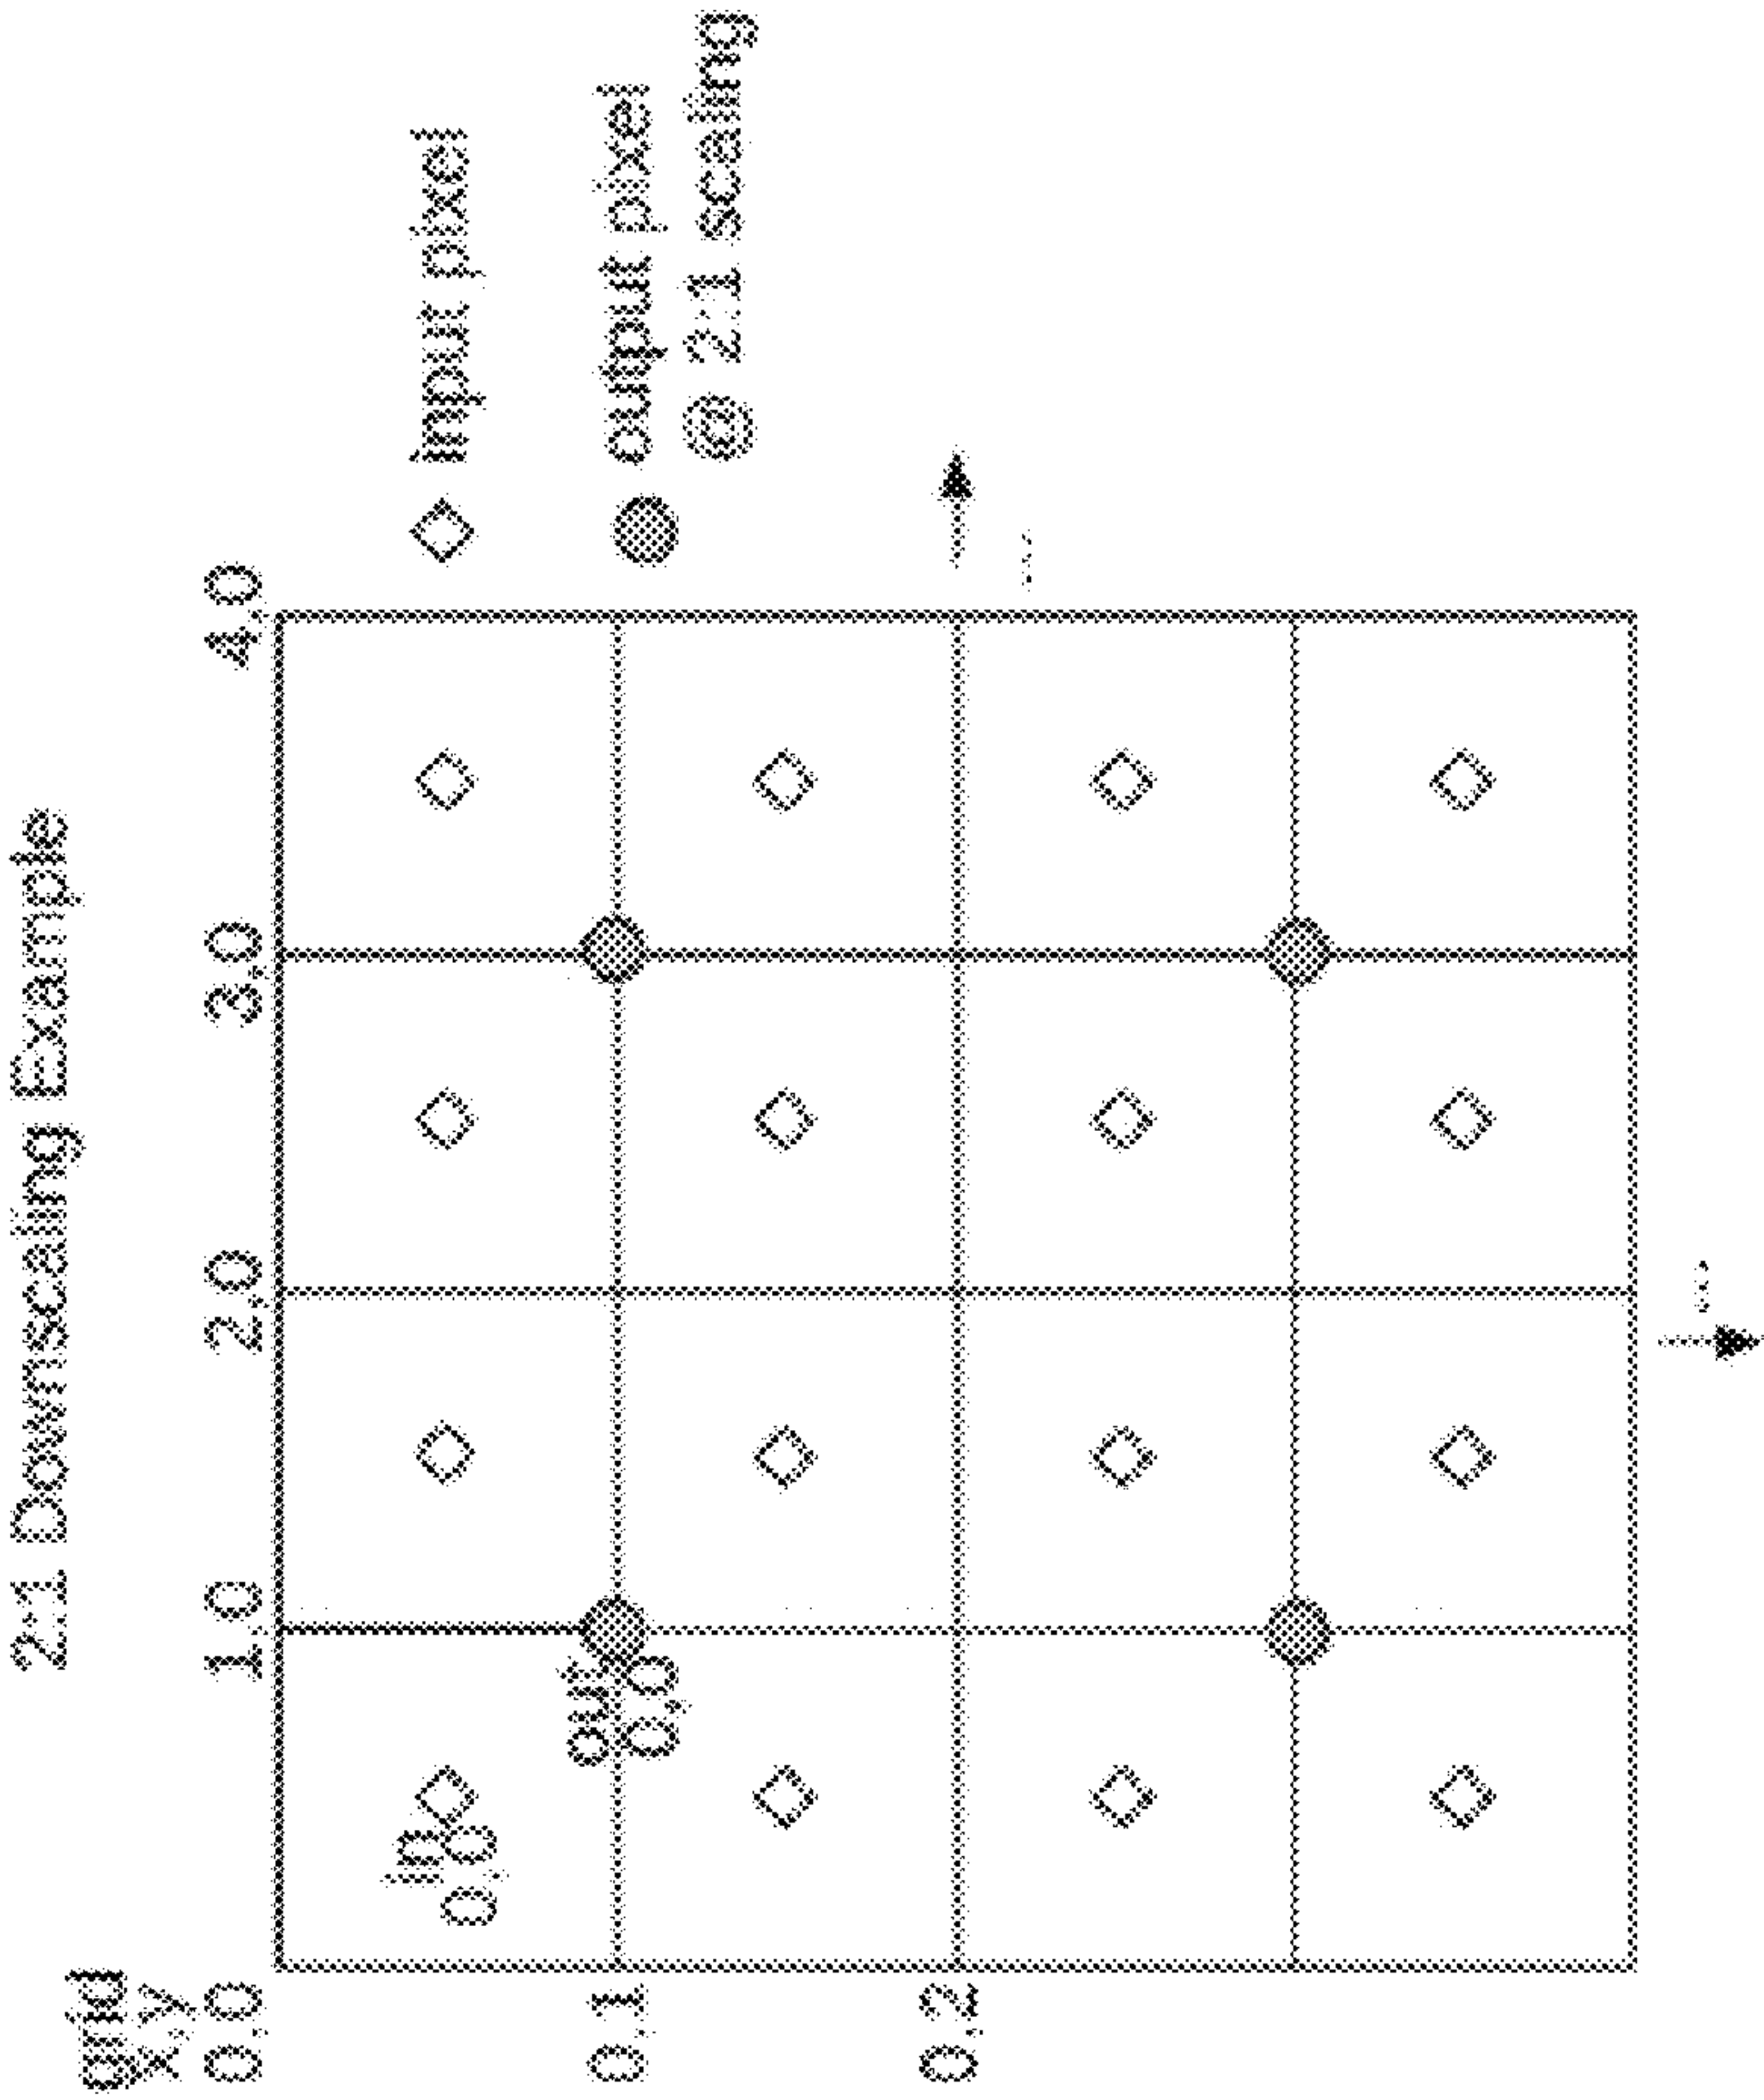 2:1 Downscaling Example
grid
x,y
0,0
1,0
2,0
3,0
4,0
in
0,0
out
0,0
0,1
0,2
...
...
input pixel
output pixel
@ 2:1 scaling